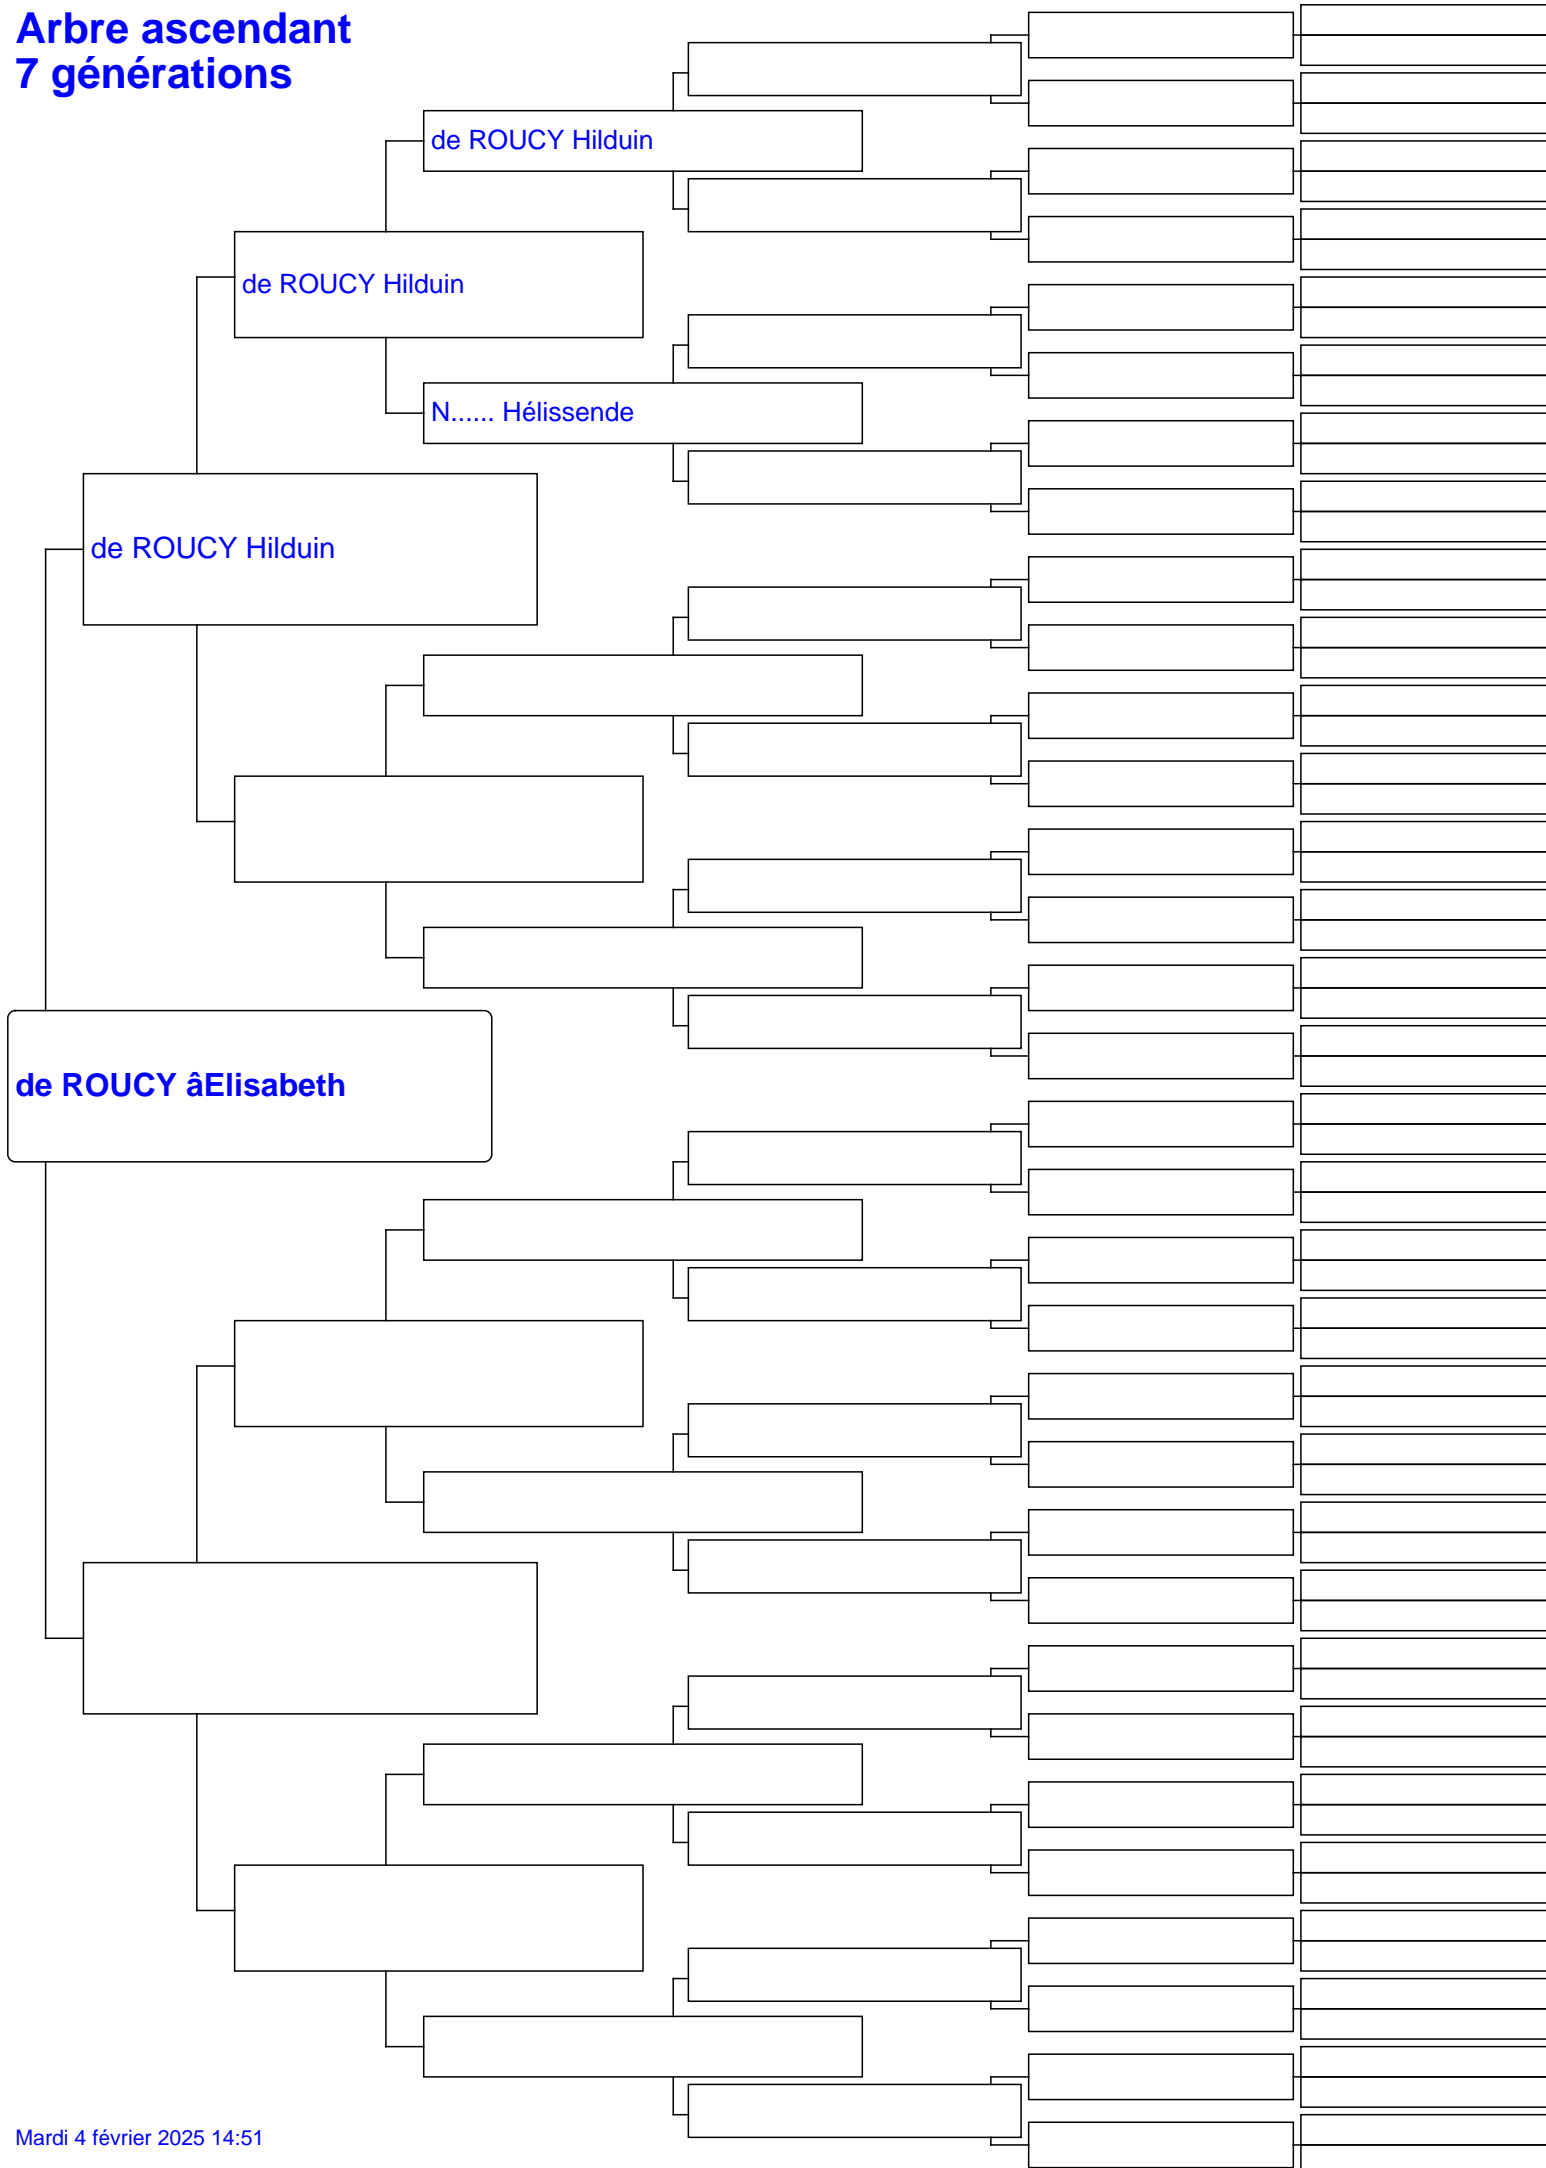 Arbre ascendant
7 générations
de ROUCY Hilduin
de ROUCY Hilduin
N...... Hélissende
de ROUCY Hilduin
de ROUCY âElisabeth
Mardi 4 février 2025 14:51